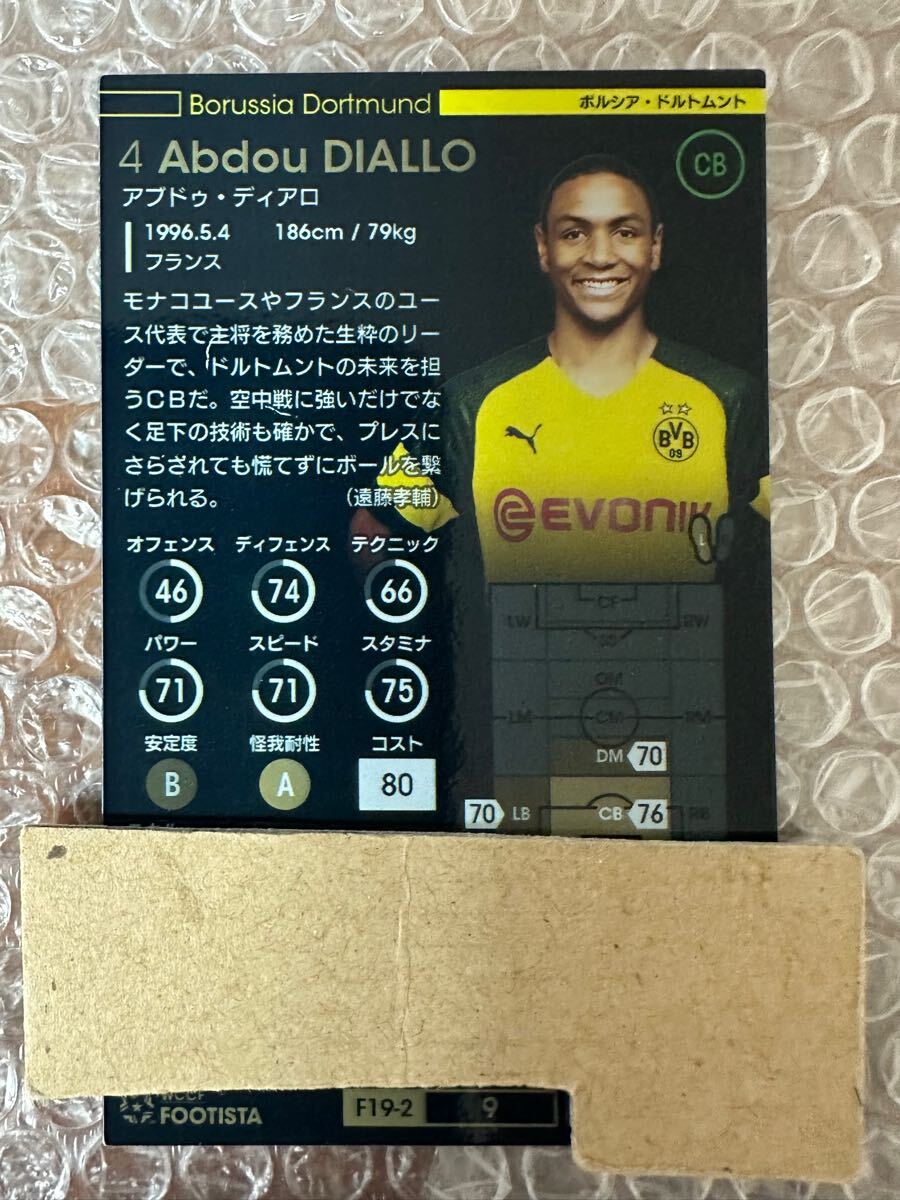 Borussia Dortmund ボルシア・ドルトムント
4 Abdou DIALLO CB
アブドゥ・ディアロ
1996.5.4 186cm / 79kg
フランス
モナコユースやフランスのユー
ス代表で主将を務めた生粋のリー
ダーで、ドルトムントの未来を担
うCBだ。空中戦に強いだけでな
く足下の技術も確かで、プレスに
さらされても慌てずにボールを繋
げられる。 (遠藤孝輔)
BVB
09
EVONIK
オフェンス ディフェンス テクニック
46 74 66
パワー スピード スタミナ
71 71 75
安定度 怪我耐性 コスト
B A 80
CF
LW RW
SS
OM
LM CM RM
DM 70
70 LB CB 76 RB
WCCF
FOOTISTA F19-2 9